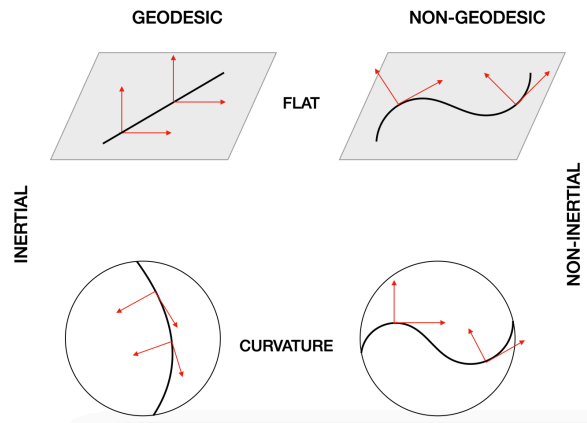 GEODESIC
NON-GEODESIC
FLAT
INERTIAL
NON-INERTIAL
CURVATURE